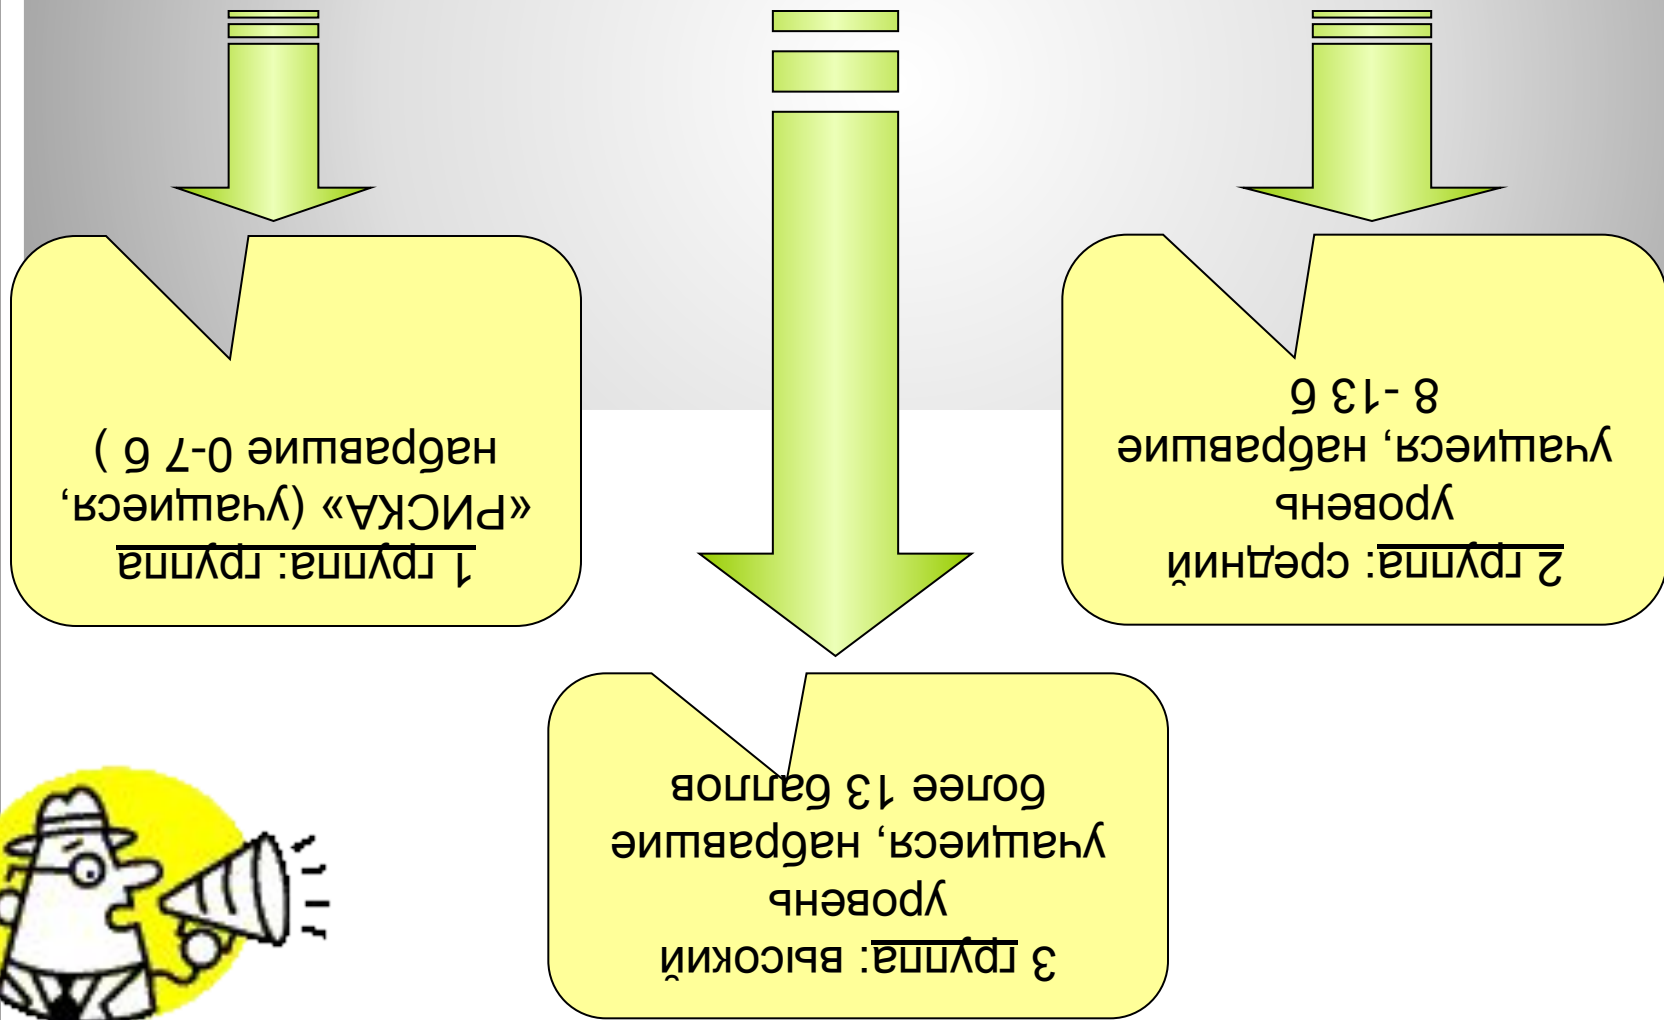 1 группа: группа
«РИСКА» (учащиеся,
набравшие 0-7 б )
2 группа: средний
уровень
учащиеся, набравшие
8 -13 б
3 группа: высокий
уровень
учащиеся, набравшие
более 13 баллов